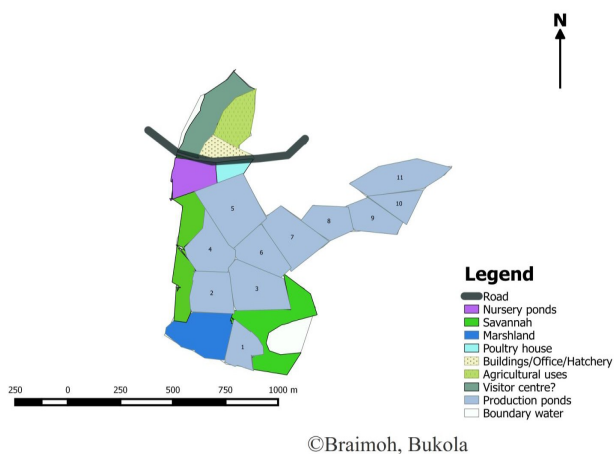 N
11
10
5
9
8
7
4
6
3
2
1
Legend
Road
Nursery ponds
Savannah
Marshland
Poultry house
Buildings/Office/Hatchery
Agricultural uses
Visitor centre?
Production ponds
Boundary water
250 0 250 500 750 1000 m
©Braimoh, Bukola